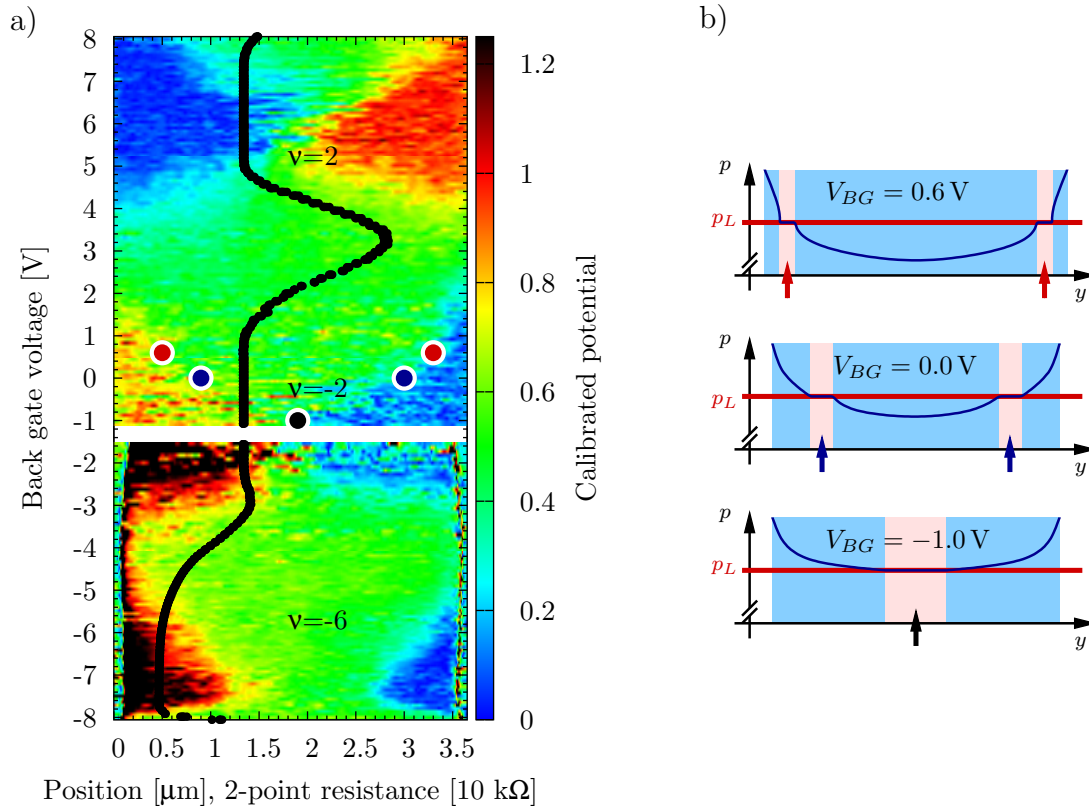 a)
b)
8
7
6
5
4
3
2
1
0
-1
-2
-3
-4
-5
-6
-7
-8
Back gate voltage [V]
ν=2
ν=-2
ν=-6
0 0.5 1 1.5 2 2.5 3 3.5
Position [μm], 2-point resistance [10 kΩ]
1.2
1
0.8
0.6
0.4
0.2
0
Calibrated potential
p
V_BG = 0.6 V
p_L
y
p
V_BG = 0.0 V
p_L
y
p
V_BG = −1.0 V
p_L
y